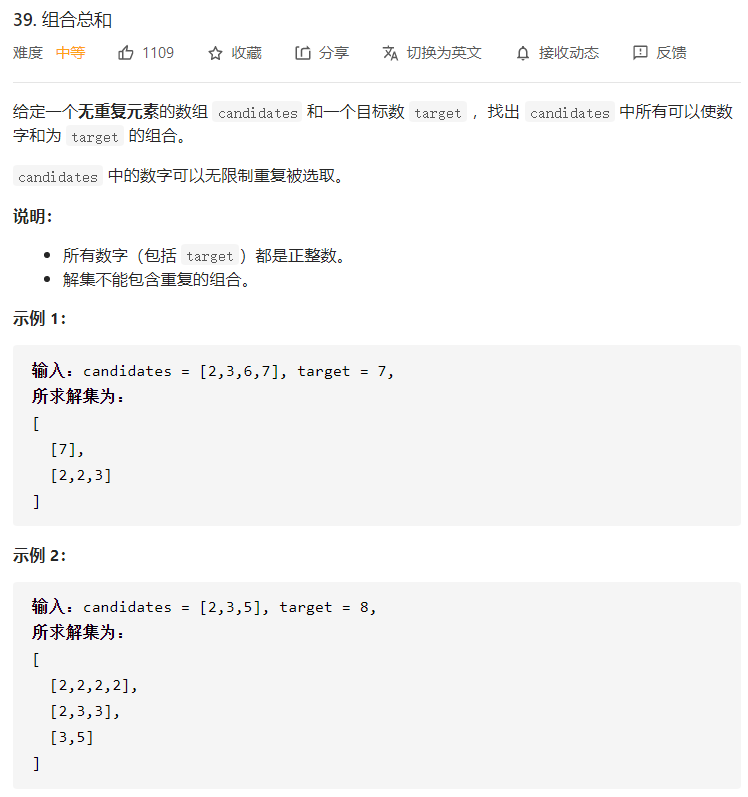 39. 组合总和
难度 中等 1109 收藏 分享 切换为英文 接收动态 反馈
给定一个无重复元素的数组 candidates 和一个目标数 target ，找出 candidates 中所有可以使数
字和为 target 的组合。
candidates 中的数字可以无限制重复被选取。
说明：
所有数字（包括 target）都是正整数。
解集不能包含重复的组合。
示例 1：
输入：candidates = [2,3,6,7], target = 7,
所求解集为：
[
[7],
[2,2,3]
]
示例 2：
输入：candidates = [2,3,5], target = 8,
所求解集为：
[
[2,2,2,2],
[2,3,3],
[3,5]
]